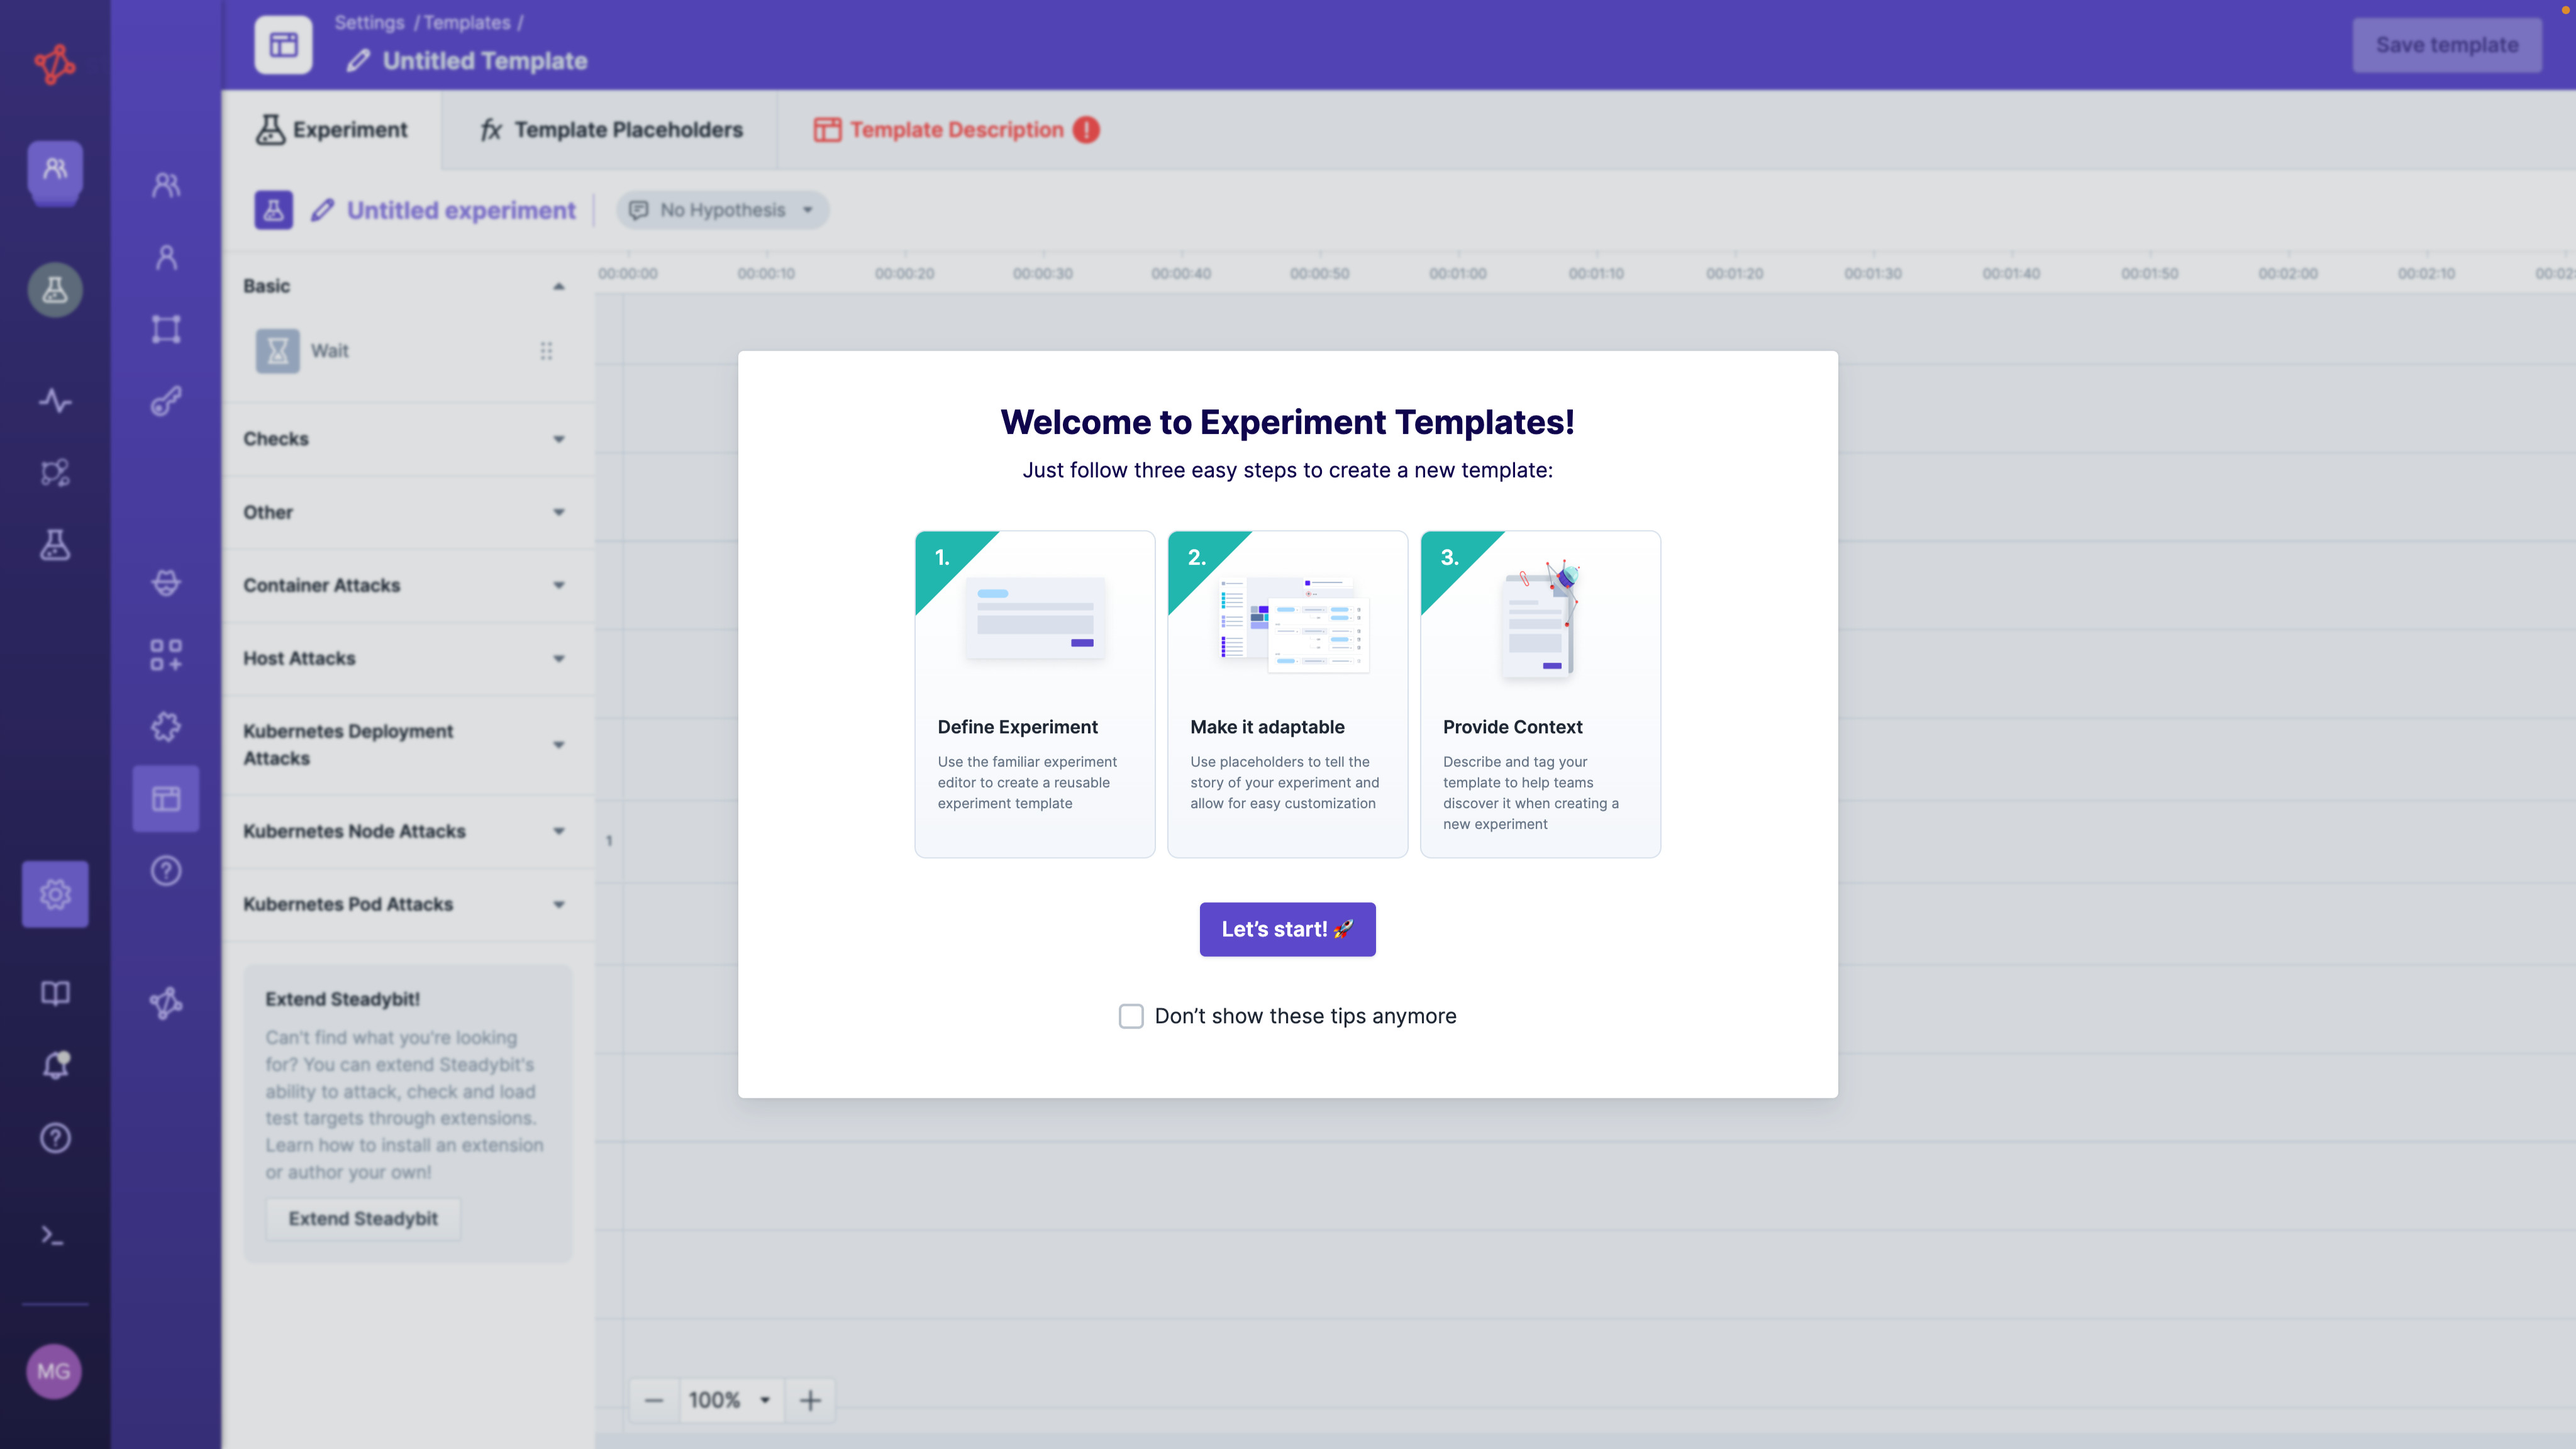 Settings / Templates /
Untitled Template
Save template
Experiment
fx Template Placeholders
Template Description !
Untitled experiment
No Hypothesis
00:00:00 00:00:10 00:00:20 00:00:30 00:00:40 00:00:50 00:01:00 00:01:10 00:01:20 00:01:30 00:01:40 00:01:50 00:02:00 00:02:10
Basic
Wait
Checks
Other
Container Attacks
Host Attacks
Kubernetes Deployment
Attacks
Kubernetes Node Attacks
Kubernetes Pod Attacks
1
Extend Steadybit!
Can't find what you're looking
for? You can extend Steadybit's
ability to attack, check and load
test targets through extensions.
Learn how to install an extension
or author your own!
Extend Steadybit
MG
100%
Welcome to Experiment Templates!
Just follow three easy steps to create a new template:
1.
Define Experiment
Use the familiar experiment
editor to create a reusable
experiment template
2.
Make it adaptable
Use placeholders to tell the
story of your experiment and
allow for easy customization
3.
Provide Context
Describe and tag your
template to help teams
discover it when creating a
new experiment
Let’s start! 🚀
Don’t show these tips anymore